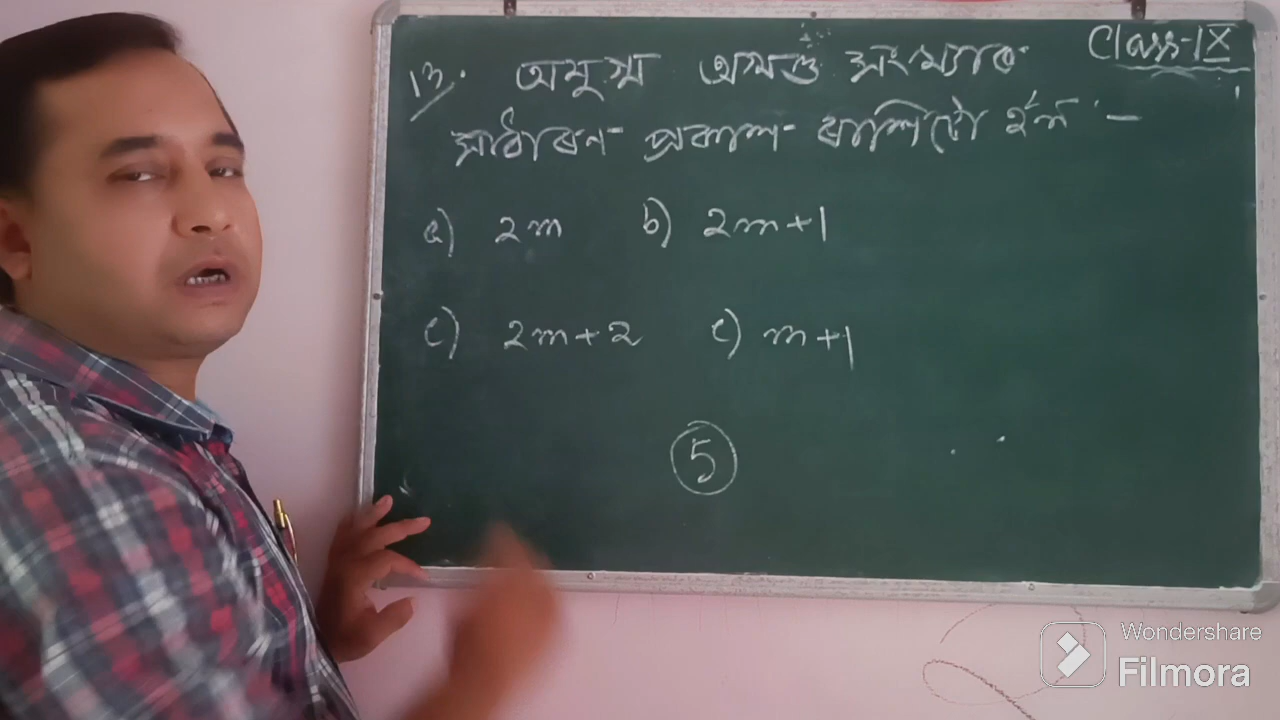 Class-IX
13. অযুগ্ম অখণ্ড সংখ্যাৰ
সাধাৰণ প্ৰকাশ ৰাশিটো হ'ল :—
a) 2m b) 2m+1
c) 2m+2 c) m+1
5
Wondershare
Filmora